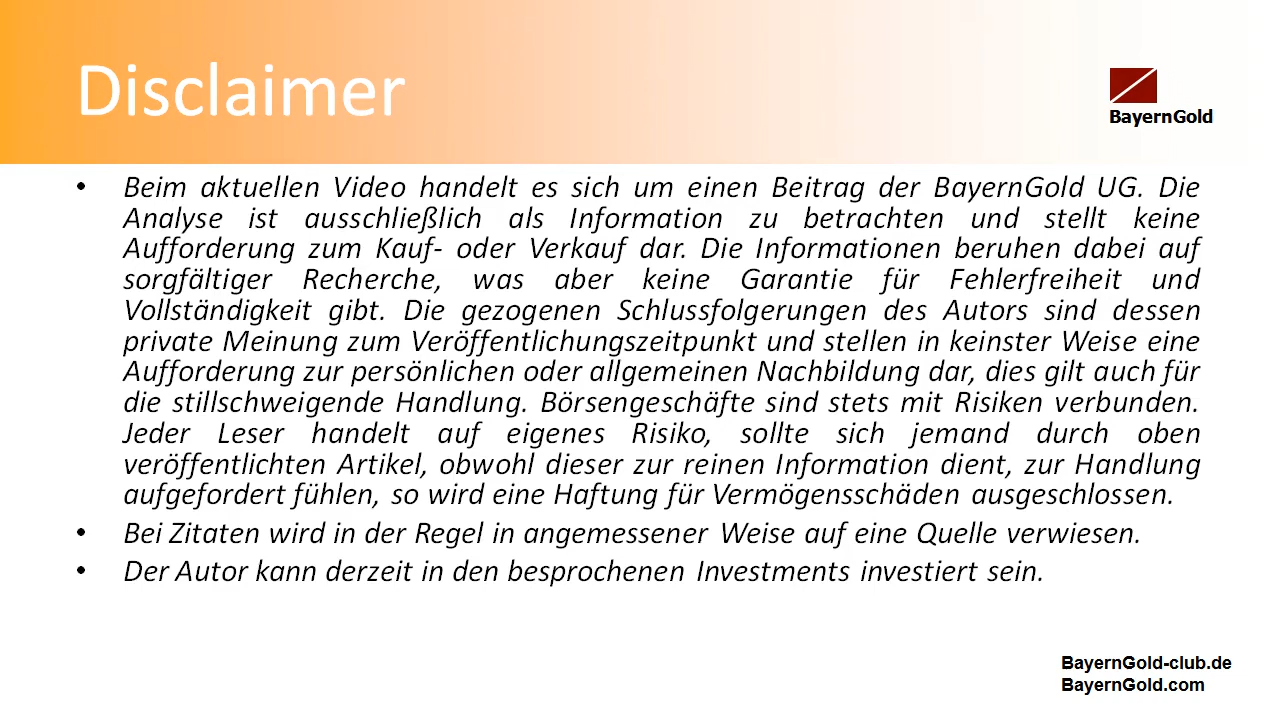 Disclaimer
BayernGold
• Beim aktuellen Video handelt es sich um einen Beitrag der BayernGold UG. Die
Analyse ist ausschließlich als Information zu betrachten und stellt keine
Aufforderung zum Kauf- oder Verkauf dar. Die Informationen beruhen dabei auf
sorgfältiger Recherche, was aber keine Garantie für Fehlerfreiheit und
Vollständigkeit gibt. Die gezogenen Schlussfolgerungen des Autors sind dessen
private Meinung zum Veröffentlichungszeitpunkt und stellen in keinster Weise eine
Aufforderung zur persönlichen oder allgemeinen Nachbildung dar, dies gilt auch für
die stillschweigende Handlung. Börsengeschäfte sind stets mit Risiken verbunden.
Jeder Leser handelt auf eigenes Risiko, sollte sich jemand durch oben
veröffentlichten Artikel, obwohl dieser zur reinen Information dient, zur Handlung
aufgefordert fühlen, so wird eine Haftung für Vermögensschäden ausgeschlossen.
• Bei Zitaten wird in der Regel in angemessener Weise auf eine Quelle verwiesen.
• Der Autor kann derzeit in den besprochenen Investments investiert sein.
BayernGold-club.de
BayernGold.com